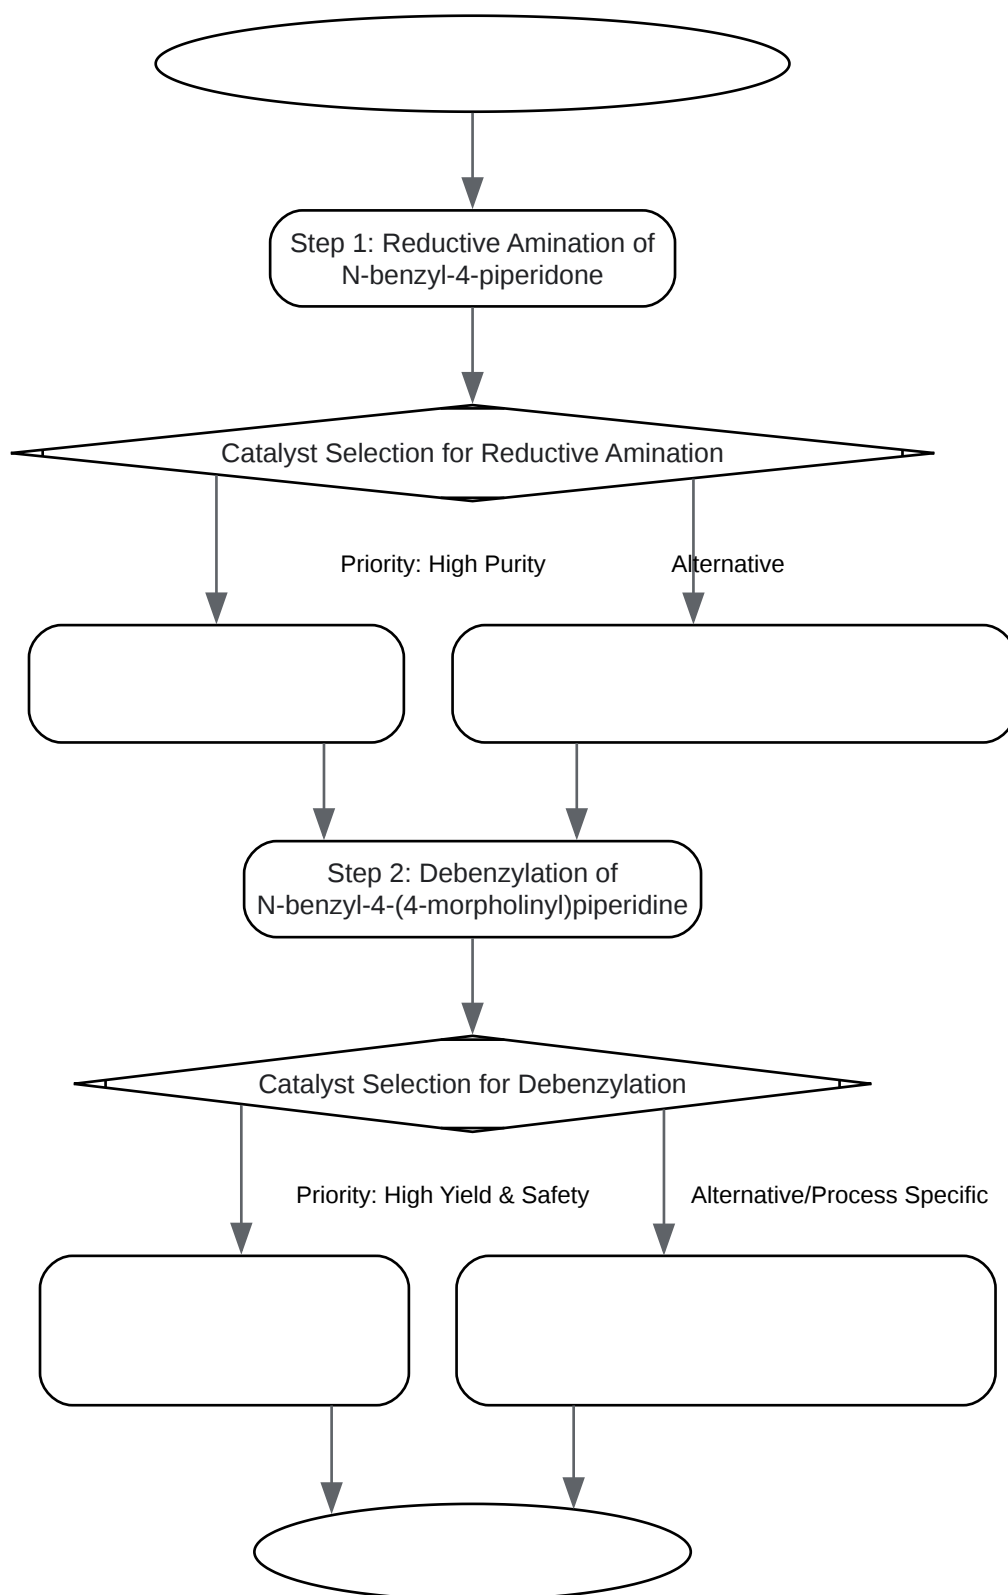 Step 1: Reductive Amination of
N-benzyl-4-piperidone
Catalyst Selection for Reductive Amination
Priority: High Purity
Alternative
Step 2: Debenzylation of
N-benzyl-4-(4-morpholinyl)piperidine
Catalyst Selection for Debenzylation
Priority: High Yield & Safety
Alternative/Process Specific